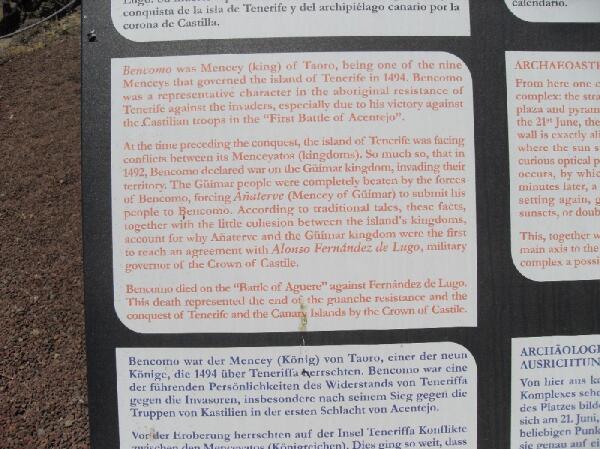 conquista de la isla de Tenerife y del archipiélago canario por la
corona de Castilla.
calendario.
Bencomo was Mencey (king) of Taoro, being one of the nine
Menceys that governed the island of Tenerife in 1494. Bencomo
was a representative character in the aboriginal resistance of
Tenerife against the invaders, especially due to his victory against
the Castilian troops in the "First Battle of Acentejo".
At the time preceding the conquest, the island of Tenerife was facing
conflicts between its Menceyatos (kingdoms). So much so, that in
1492, Bencomo declared war on the Güimar kingdom, invading their
territory. The Güimar people were completely beaten by the forces
of Bencomo, forcing Añaterve (Mencey of Güimar) to submit his
people to Bencomo. According to traditional tales, these facts,
together with the little cohesion between the island's kingdoms,
account for why Añaterve and the Güimar kingdom were the first
to reach an agreement with Alonso Fernández de Lugo, military
governor of the Crown of Castile.
Bencomo died on the "Battle of Aguere" against Fernández de Lugo.
This death represented the end of the guanche resistance and the
conquest of Tenerife and the Canary Islands by the Crown of Castile.
ARCHAEOAST
From here one c
complex: the stra
plaza and pyram
the 21st June, the
wall is exactly ali
where the sun s
curious optical p
occurs, by whic
minutes later, a
setting again, g
sunsets, or doub
This, together w
main axis to the
complex a possi
Bencomo war der Mencey (König) von Taoro, einer der neun
Könige, die 1494 über Teneriffa herrschten. Bencomo war eine
der führenden Persönlichkeiten des Widerstands von Teneriffa
gegen die Invasoren, insbesondere nach seinem Sieg gegen die
Truppen von Kastilien in der ersten Schlacht von Acentejo.
Vor der Eroberung herrschten auf der Insel Teneriffa Konflikte
zwischen den Menceyatos (Königreichen). Dies ging so weit, dass
ARCHÄOLOGI
AUSRICHTUN
Von hier aus ka
Komplexes sehe
des Platzes bild
sich am 21. Juni,
beliebigen Punk
sie genau auf ei